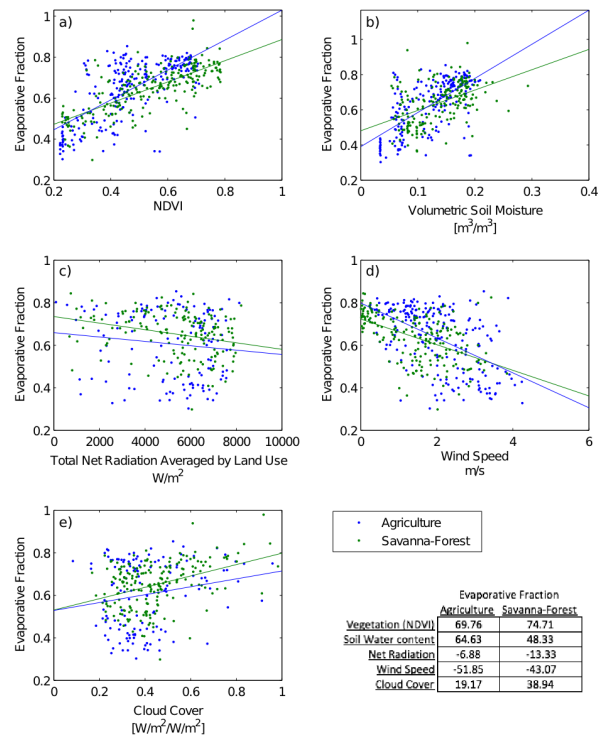 a)
1
0.8
0.6
0.4
0.2
Evaporative Fraction
0.2 0.4 0.6 0.8 1
NDVI
b)
1
0.8
0.6
0.4
0.2
Evaporative Fraction
0 0.1 0.2 0.3 0.4
Volumetric Soil Moisture
[m³/m³]
c)
1
0.8
0.6
0.4
0.2
Evaporative Fraction
0 2000 4000 6000 8000 10000
Total Net Radiation Averaged by Land Use
W/m²
d)
1
0.8
0.6
0.4
0.2
Evaporative Fraction
0 2 4 6
Wind Speed
m/s
e)
1
0.8
0.6
0.4
0.2
Evaporative Fraction
0 0.2 0.4 0.6 0.8 1
Cloud Cover
[W/m²/W/m²]
Agriculture
Savanna-Forest
Evaporative Fraction
Agriculture Savanna-Forest
Vegetation (NDVI) 69.76 74.71
Soil Water content 64.63 48.33
Net Radiation -6.88 -13.33
Wind Speed -51.85 -43.07
Cloud Cover 19.17 38.94